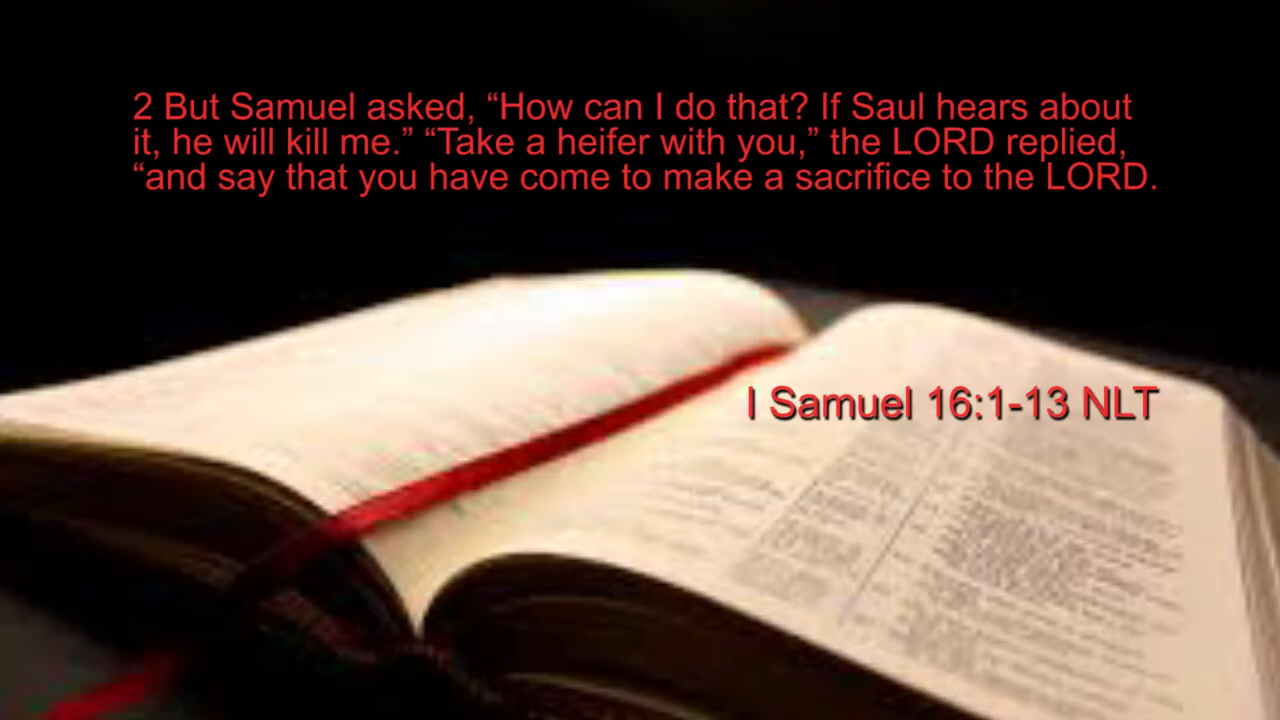 2 But Samuel asked, “How can I do that? If Saul hears about
it, he will kill me.” “Take a heifer with you,” the LORD replied,
“and say that you have come to make a sacrifice to the LORD.
I Samuel 16:1-13 NLT